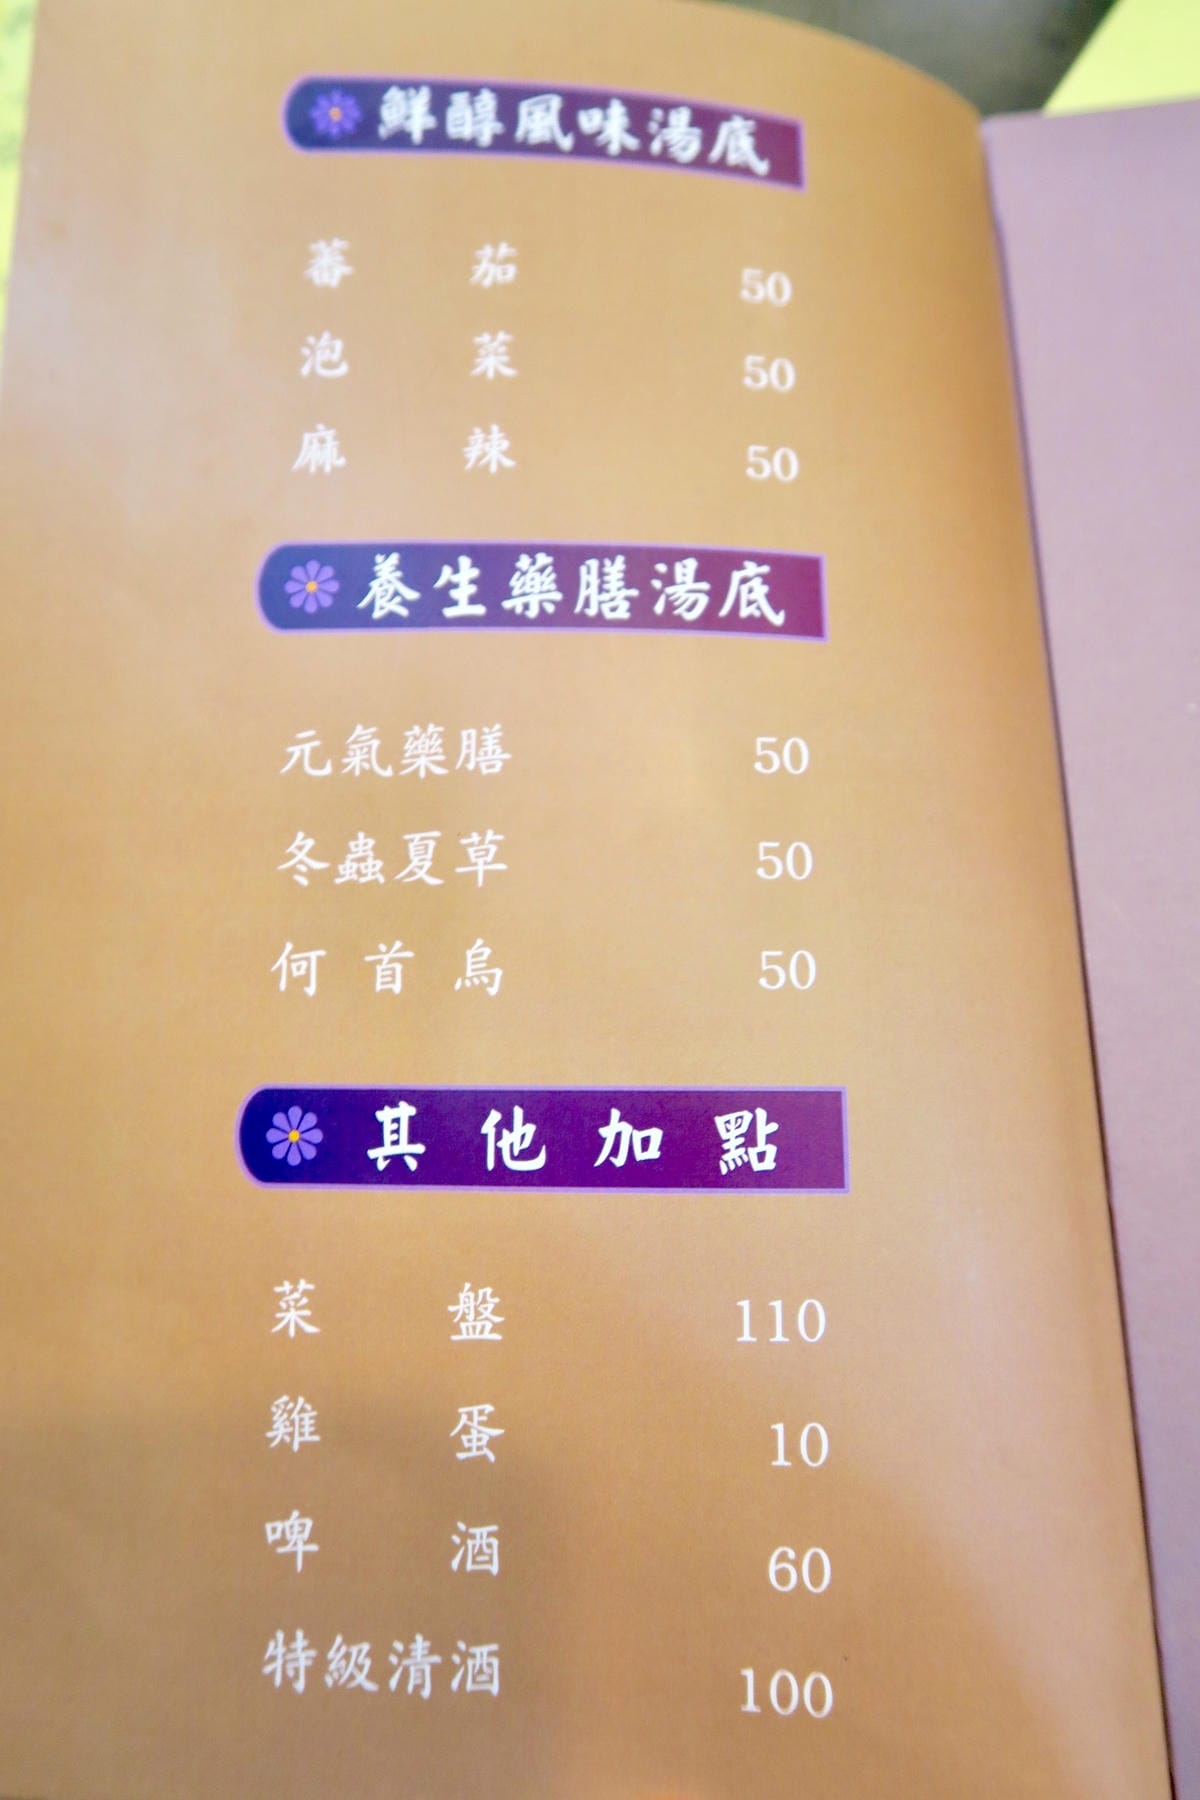 鮮醇風味湯底
蕃茄 50
泡菜 50
麻辣 50
養生藥膳湯底
元氣藥膳 50
冬蟲夏草 50
何首烏 50
其他加點
菜盤 110
雞蛋 10
啤酒 60
特級清酒 100